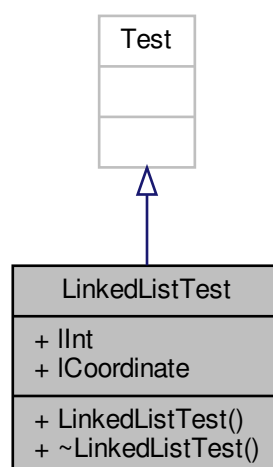 Test
LinkedListTest
+ lInt
+ lCoordinate
+ LinkedListTest()
+ ~LinkedListTest()